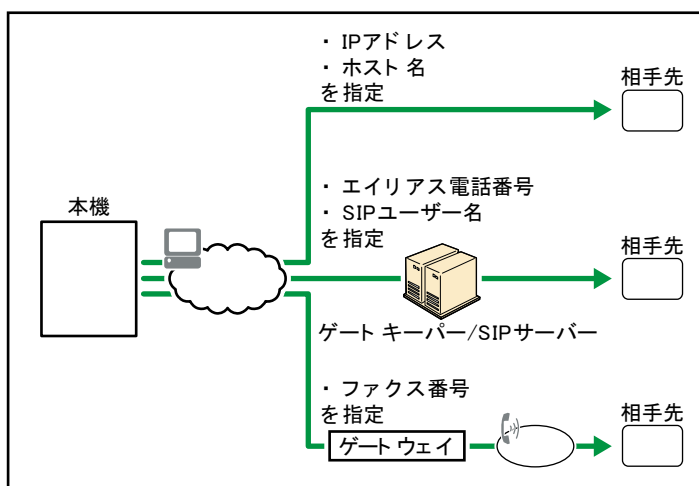 ・ IPアドレス
・ ホスト名
を指定
相手先
本機
・ エイリアス電話番号
・ SIPユーザー名
を指定
相手先
ゲートキーパー/SIPサーバー
・ ファクス番号
を指定
相手先
ゲートウェイ